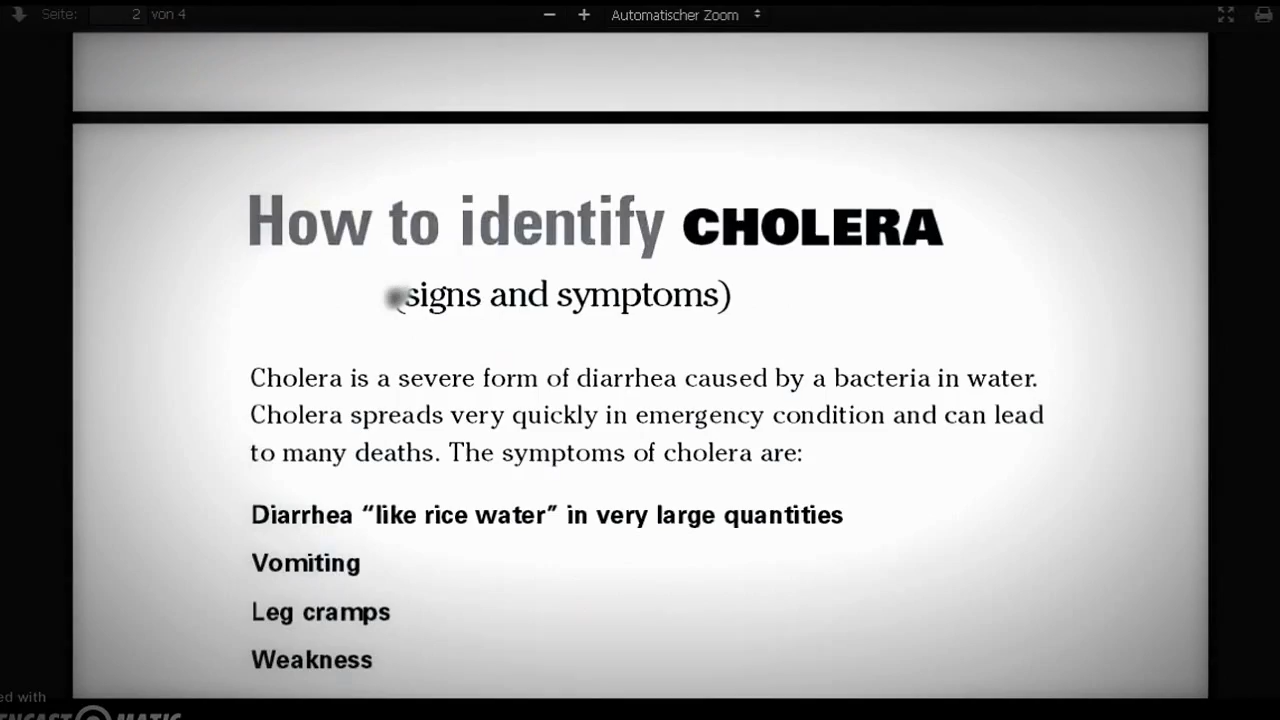 Seite: 2 von 4 − + Automatischer Zoom
How to identify CHOLERA
(signs and symptoms)
Cholera is a severe form of diarrhea caused by a bacteria in water.
Cholera spreads very quickly in emergency condition and can lead
to many deaths. The symptoms of cholera are:
Diarrhea “like rice water” in very large quantities
Vomiting
Leg cramps
Weakness
ed with